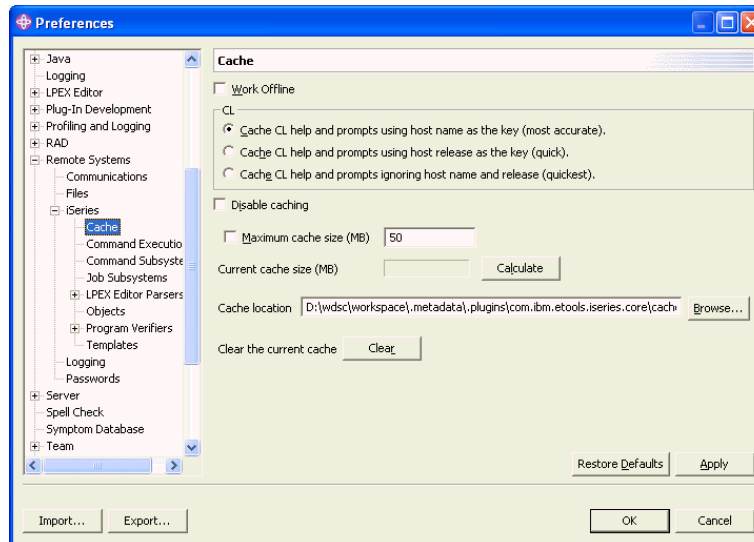 Preferences
Java
Logging
LPEX Editor
Plug-In Development
Profiling and Logging
RAD
Remote Systems
Communications
Files
iSeries
Cache
Command Executio
Command Subsyste
Job Subsystems
LPEX Editor Parsers
Objects
Program Verifiers
Templates
Logging
Passwords
Server
Spell Check
Symptom Database
Team
Cache
Work Offline
CL
Cache CL help and prompts using host name as the key (most accurate).
Cache CL help and prompts using host release as the key (quick).
Cache CL help and prompts ignoring host name and release (quickest).
Disable caching
Maximum cache size (MB) 50
Current cache size (MB) Calculate
Cache location D:\wdsc\workspace\.metadata\.plugins\com.ibm.etools.iseries.core\cach Browse...
Clear the current cache Clear
Restore Defaults Apply
Import... Export... OK Cancel